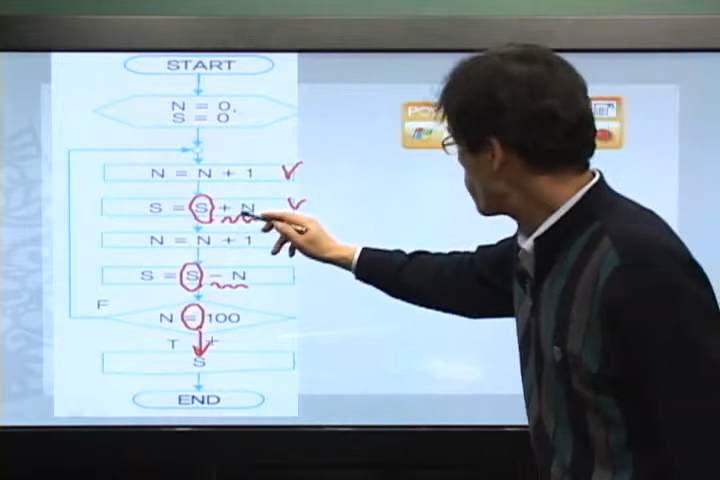 START
N = 0,
S = 0
N = N + 1
S = S + N
N = N + 1
S = S - N
F
N = 100
T
S
END